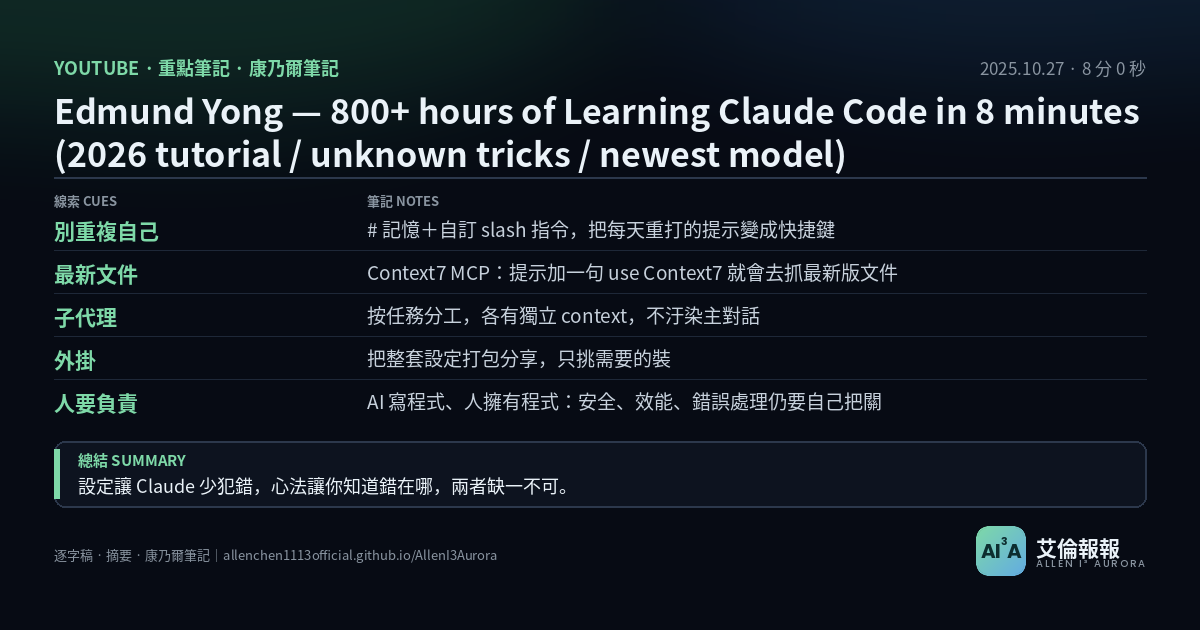 YOUTUBE · 重點筆記 · 康乃爾筆記
2025.10.27 · 8 分 0 秒
Edmund Yong — 800+ hours of Learning Claude Code in 8 minutes
(2026 tutorial / unknown tricks / newest model)
線索 CUES
筆記 NOTES
別重複自己
# 記憶＋自訂 slash 指令，把每天重打的提示變成快捷鍵
最新文件
Context7 MCP：提示加一句 use Context7 就會去抓最新版文件
子代理
按任務分工，各有獨立 context，不汙染主對話
外掛
把整套設定打包分享，只挑需要的裝
人要負責
AI 寫程式、人擁有程式：安全、效能、錯誤處理仍要自己把關
總結 SUMMARY
設定讓 Claude 少犯錯，心法讓你知道錯在哪，兩者缺一不可。
逐字稿 · 摘要 · 康乃爾筆記｜allenchen1113official.github.io/AllenI3Aurora
AI³A
艾倫報報
ALLEN I³ AURORA